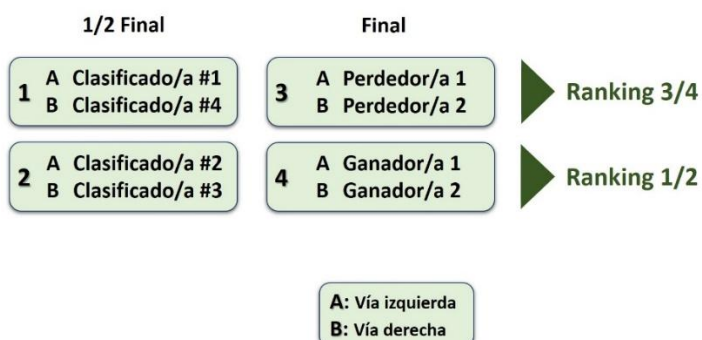 1/2 Final
Final
1 A Clasificado/a #1
B Clasificado/a #4
3 A Perdedor/a 1
B Perdedor/a 2
Ranking 3/4
2 A Clasificado/a #2
B Clasificado/a #3
4 A Ganador/a 1
B Ganador/a 2
Ranking 1/2
A: Vía izquierda
B: Vía derecha